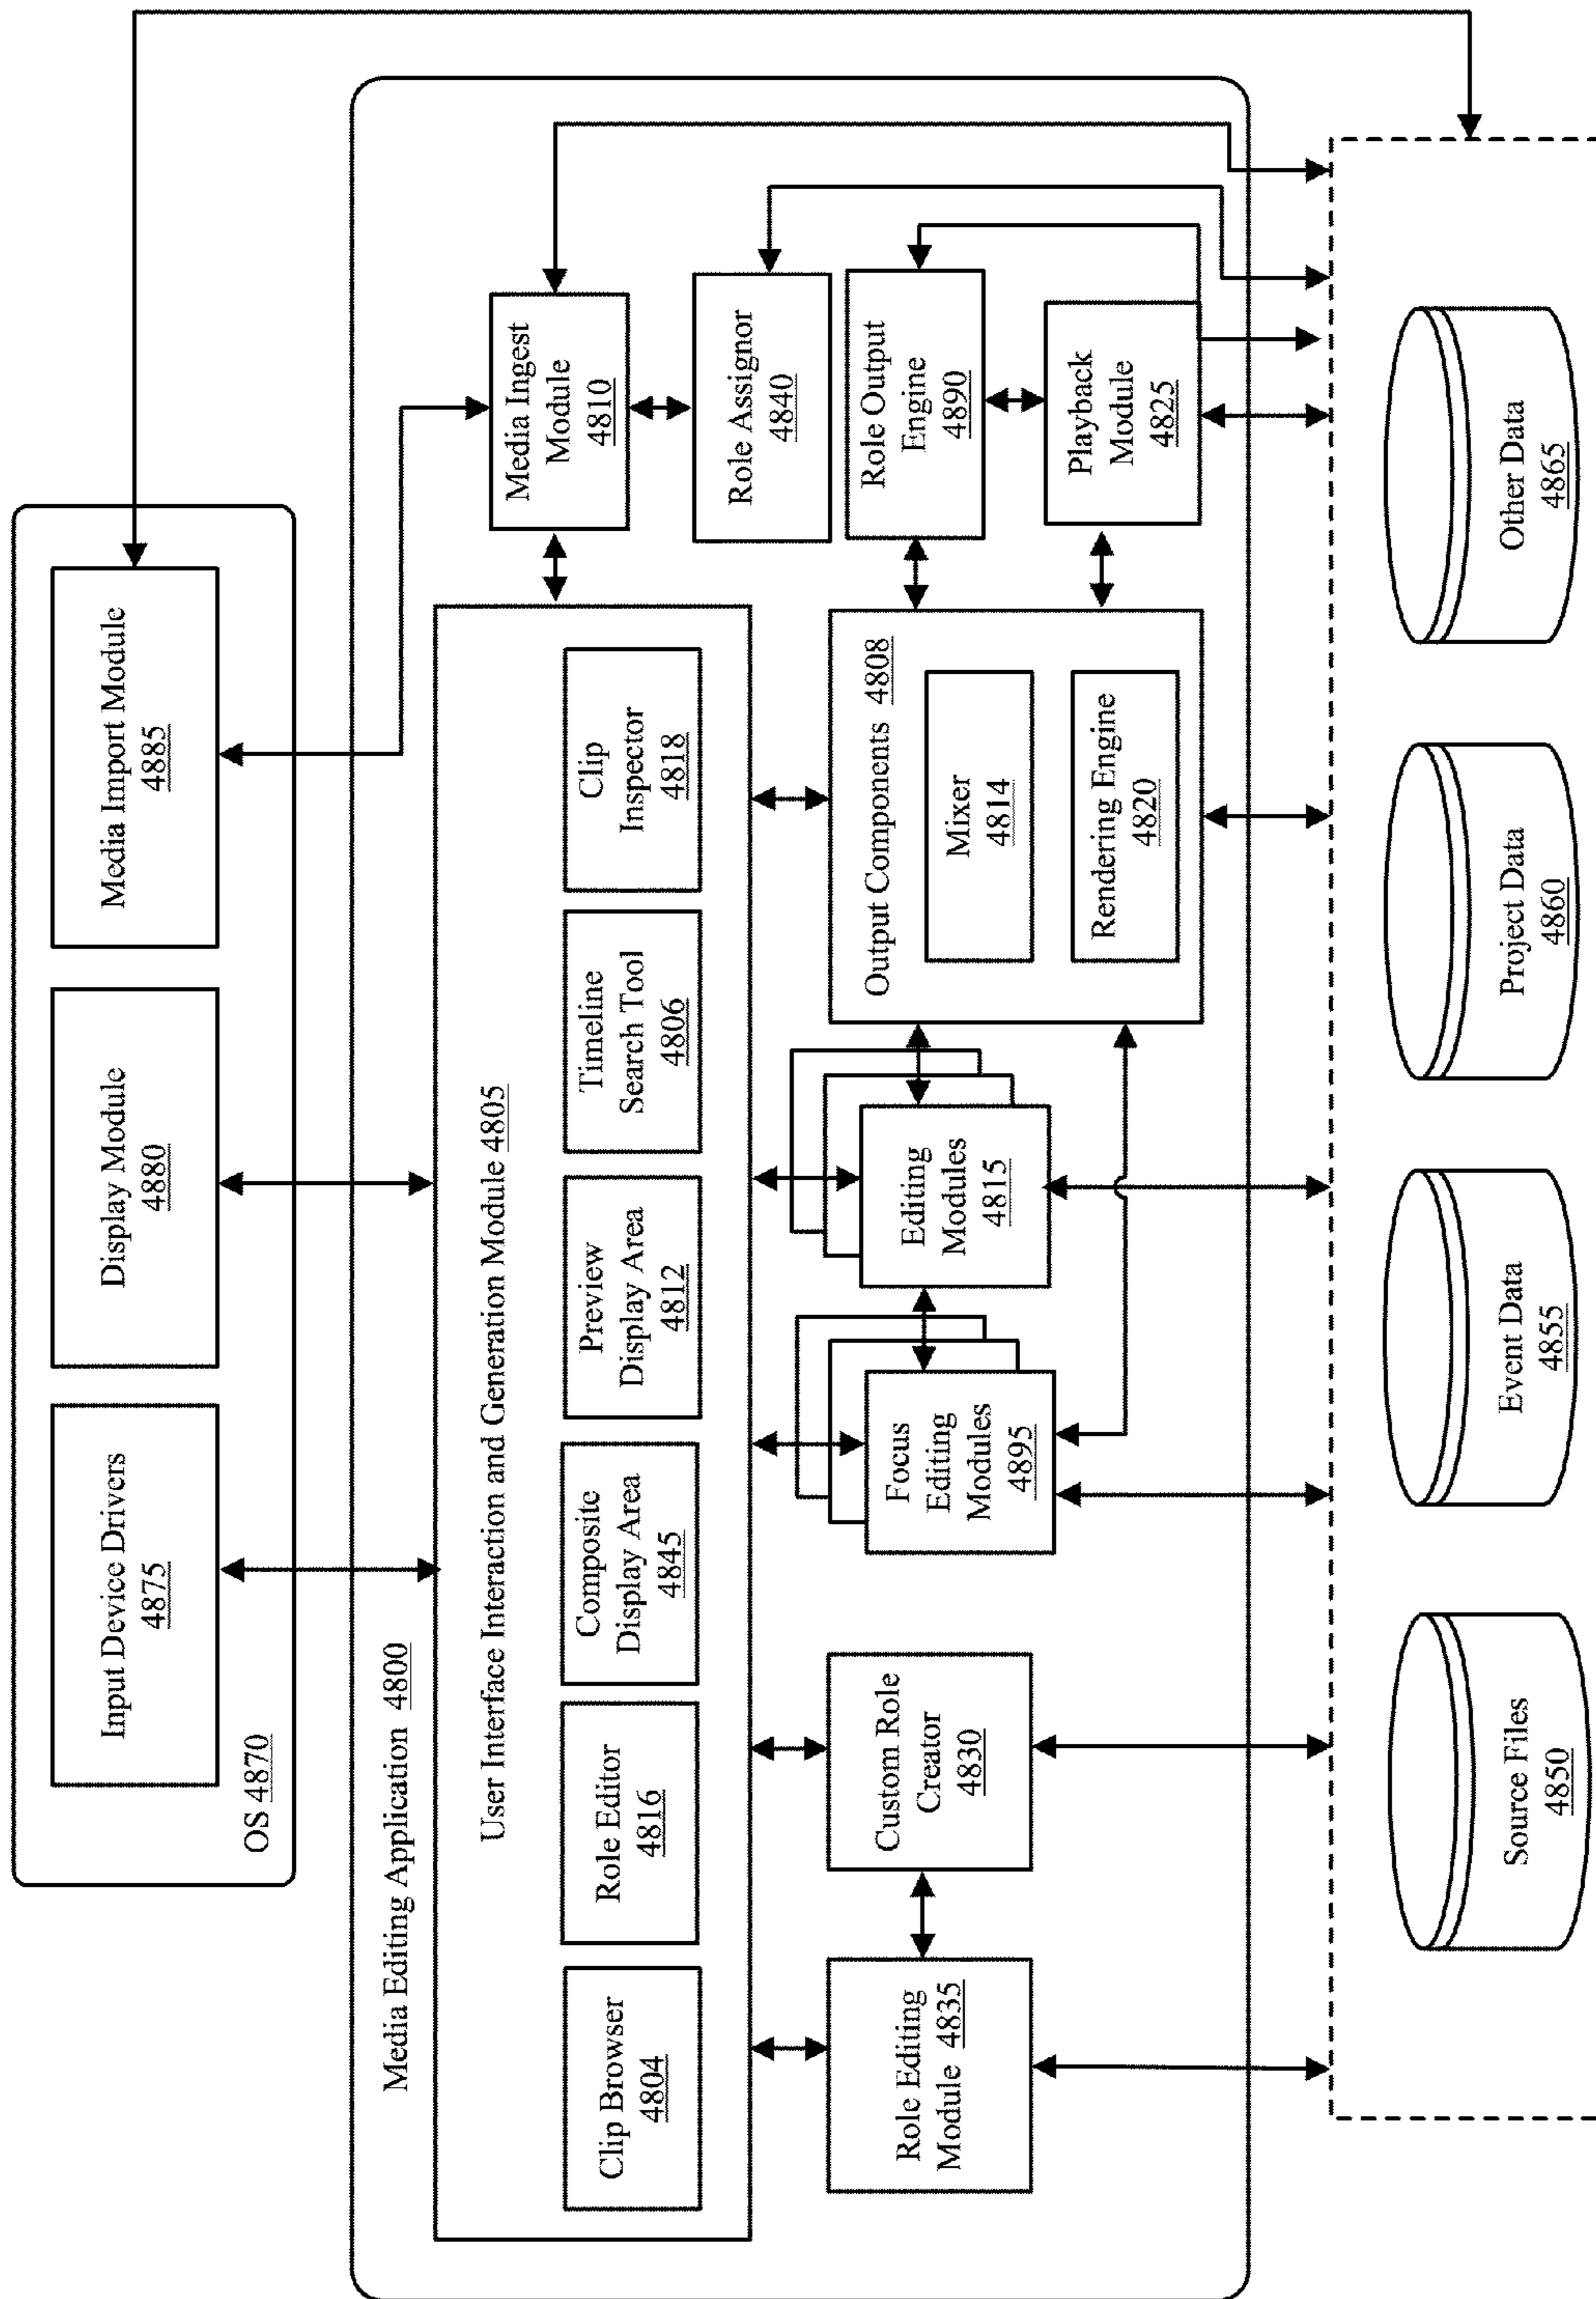 Input Device Drivers
4875
Display Module
4880
Media Import Module
4885
OS 4870
Media Editing Application 4800
User Interface Interaction and Generation Module 4805
Clip Browser
4804
Role Editor
4816
Composite
Display Area
4845
Preview
Display Area
4812
Timeline
Search Tool
4806
Clip
Inspector
4818
Media Ingest
Module
4810
Role Assignor
4840
Role Editing
Module 4835
Custom Role
Creator
4830
Focus
Editing
Modules
4895
Editing
Modules
4815
Output Components 4808
Mixer
4814
Rendering Engine
4820
Role Output
Engine
4890
Playback
Module
4825
Source Files
4850
Event Data
4855
Project Data
4860
Other Data
4865